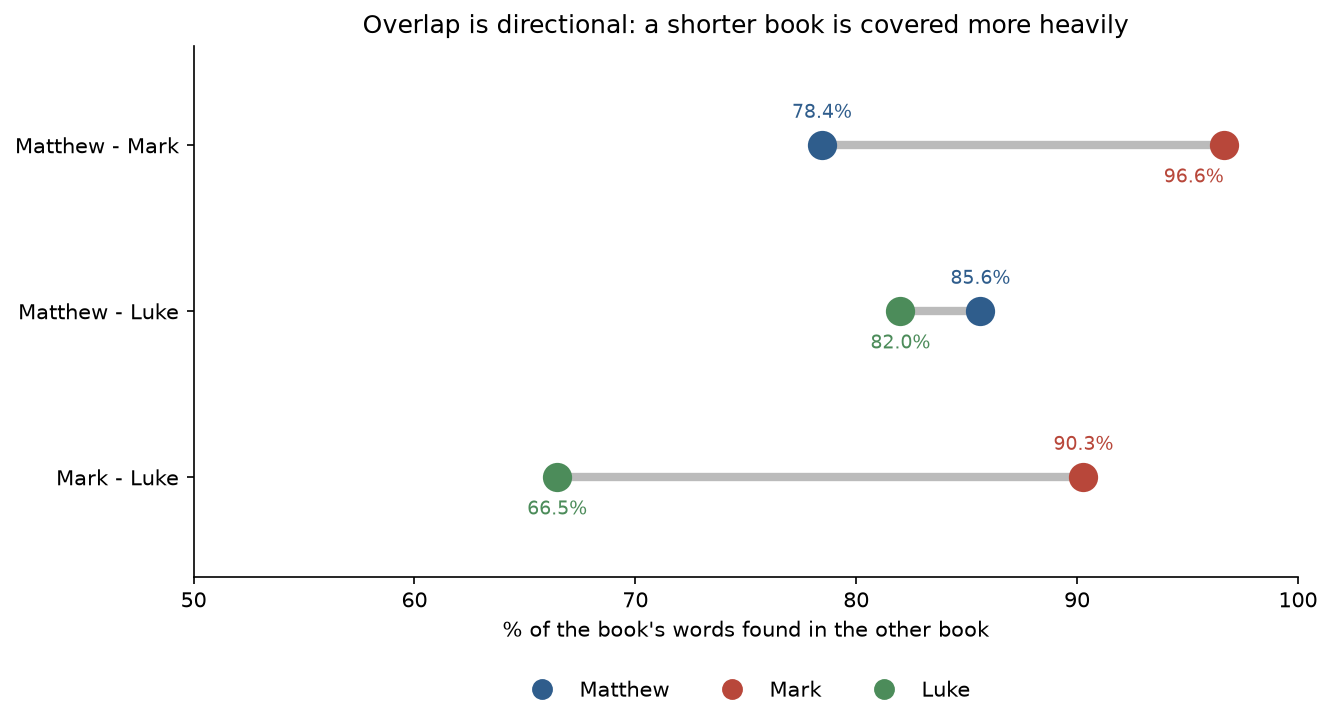 Overlap is directional: a shorter book is covered more heavily
78.4%
Matthew - Mark
96.6%
85.6%
Matthew - Luke
82.0%
90.3%
Mark - Luke
66.5%
50 60 70 80 90 100
% of the book's words found in the other book
Matthew Mark Luke